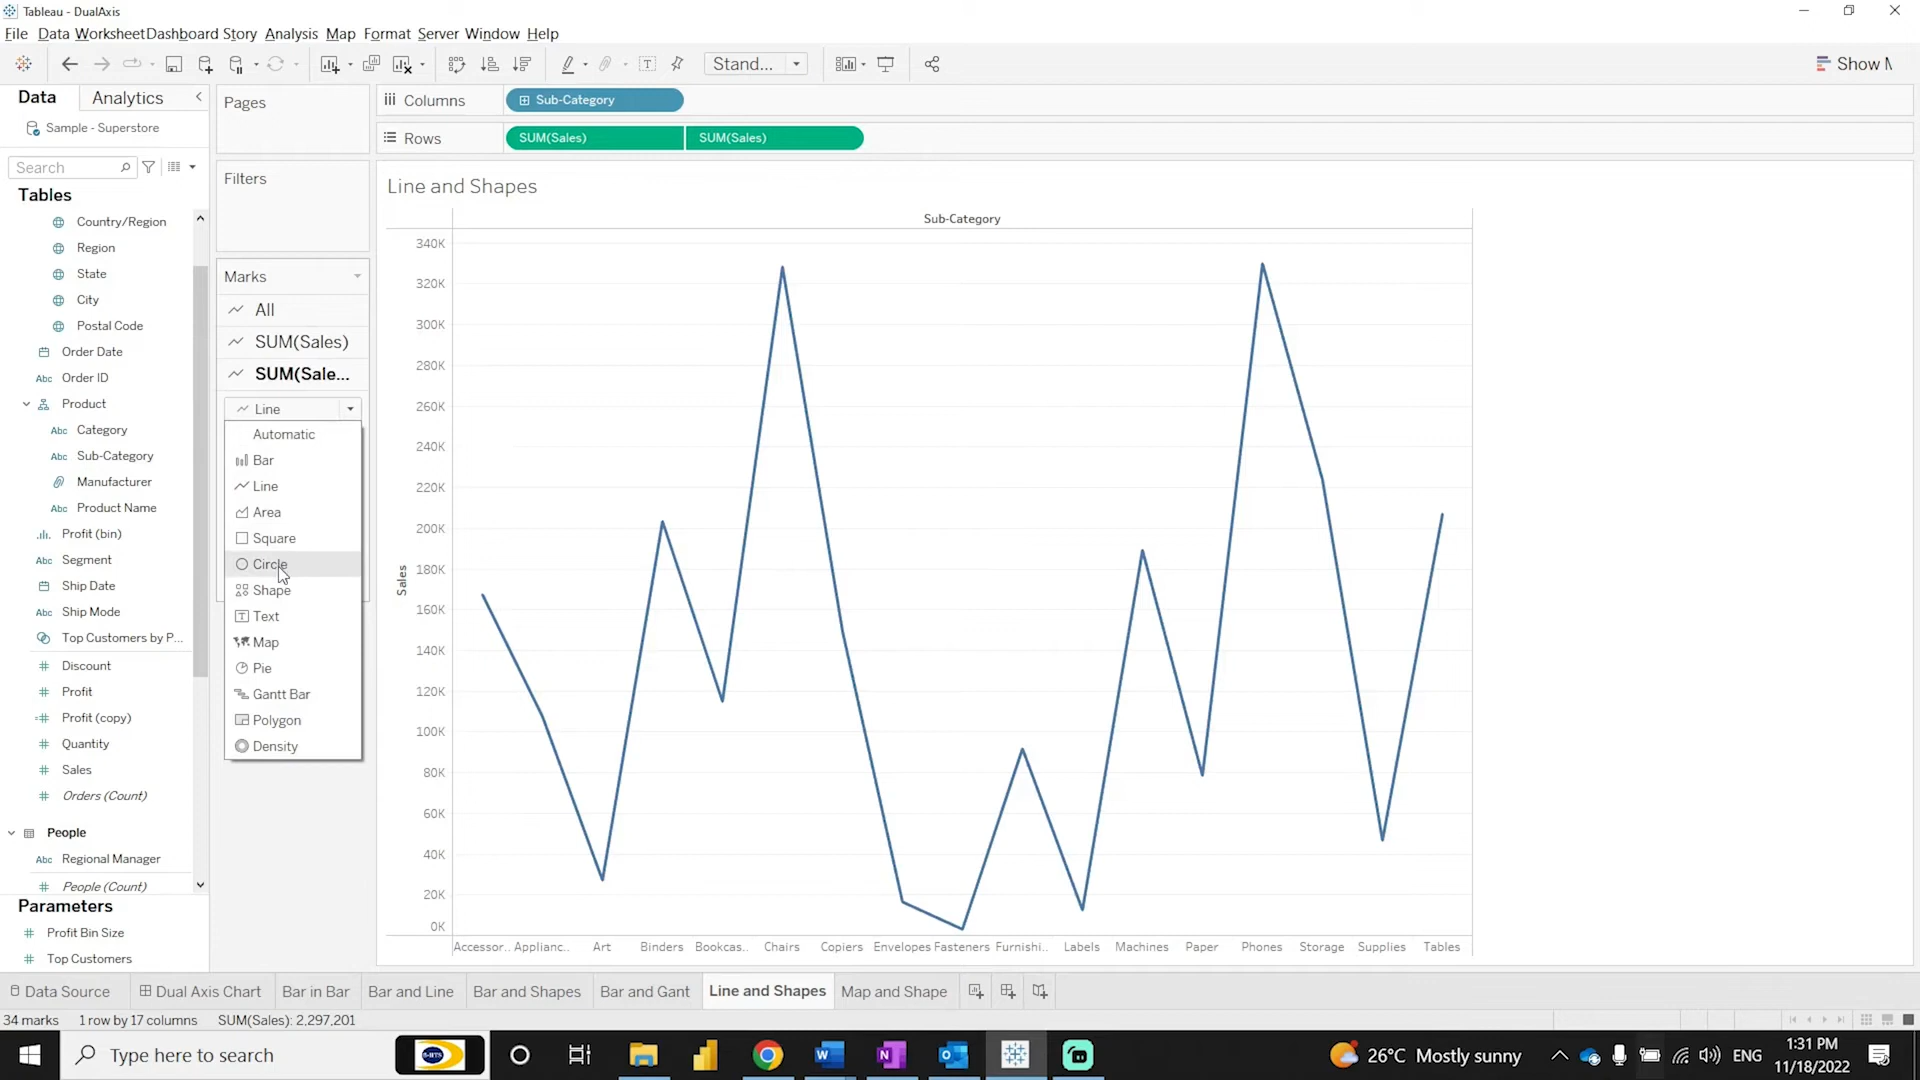 Tableau - DualAxis
File Data Worksheet Dashboard Story Analysis Map Format Server Window Help
Stand...
Show M
Data
Analytics
Sample - Superstore
Search
Tables
Country/Region
Region
State
City
Postal Code
Order Date
Order ID
Product
Category
Sub-Category
Manufacturer
Product Name
Profit (bin)
Segment
Ship Date
Ship Mode
Top Customers by P...
Discount
Profit
Profit (copy)
Quantity
Sales
Orders (Count)
People
Regional Manager
People (Count)
Parameters
Profit Bin Size
Top Customers
Pages
Filters
Marks
All
SUM(Sales)
SUM(Sale...
Line
Automatic
Bar
Line
Area
Square
Circle
Shape
Text
Map
Pie
Gantt Bar
Polygon
Density
Columns
Sub-Category
Rows
SUM(Sales)
SUM(Sales)
Line and Shapes
Sub-Category
340K
320K
300K
280K
260K
240K
220K
200K
180K
160K
140K
120K
100K
80K
60K
40K
20K
0K
Sales
Accessor.. Applianc.. Art Binders Bookcas.. Chairs Copiers Envelopes Fasteners Furnishi.. Labels Machines Paper Phones Storage Supplies Tables
Data Source Dual Axis Chart Bar in Bar Bar and Line Bar and Shapes Bar and Gant Line and Shapes Map and Shape
34 marks 1 row by 17 columns SUM(Sales): 2,297,201
Type here to search
26°C Mostly sunny
ENG
1:31 PM
11/18/2022